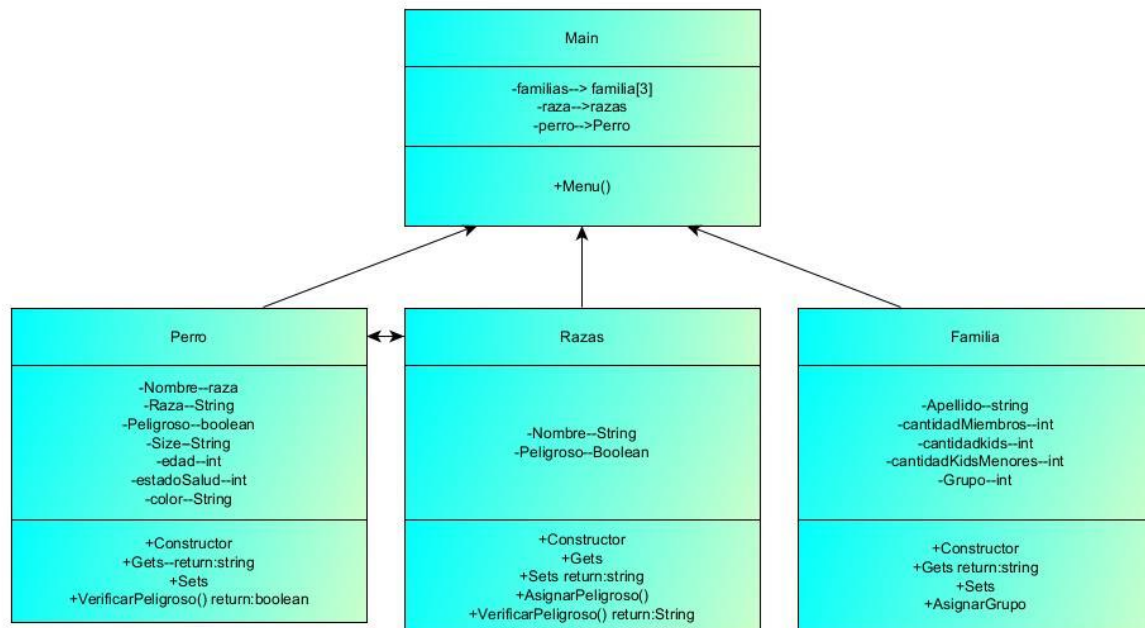 Main
-familias--> familia[3]
-raza-->razas
-perro-->Perro
+Menu()
Perro
-Nombre--raza
-Raza--String
-Peligroso--boolean
-Size--String
-edad--int
-estadoSalud--int
-color--String
+Constructor
+Gets--return:string
+Sets
+VerificarPeligroso() return:boolean
Razas
-Nombre--String
-Peligroso--Boolean
+Constructor
+Gets
+Sets return:string
+AsignarPeligroso()
+VerificarPeligroso() return:String
Familia
-Apellido--string
-cantidadMiembros--int
-cantidadkids--int
-cantidadKidsMenores--int
-Grupo--int
+Constructor
+Gets return:string
+Sets
+AsignarGrupo